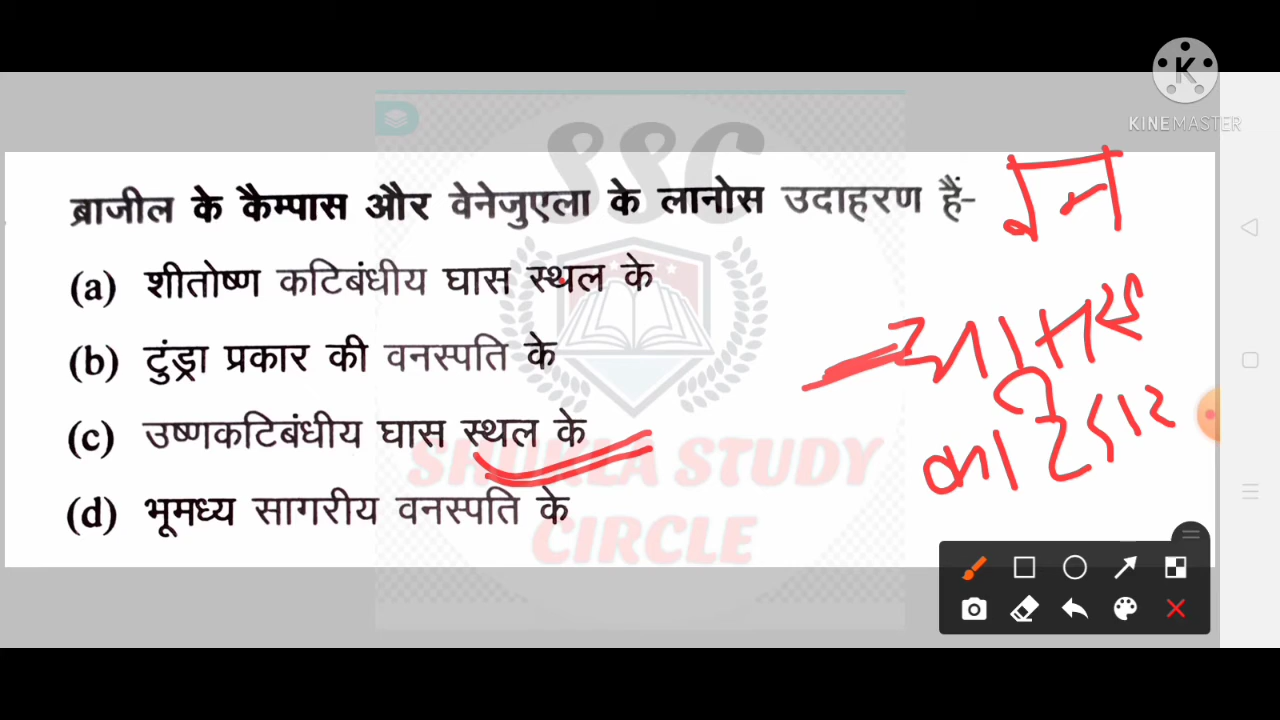 K
KINEMASTER
SSC
ब्राजील के कैम्पास और वेनेजुएला के लानोस उदाहरण हैं-
(a) शीतोष्ण कटिबंधीय घास स्थल के
(b) टुंड्रा प्रकार की वनस्पति के
(c) उष्णकटिबंधीय घास स्थल के
(d) भूमध्य सागरीय वनस्पति के
SHUKLA STUDY
CIRCLE